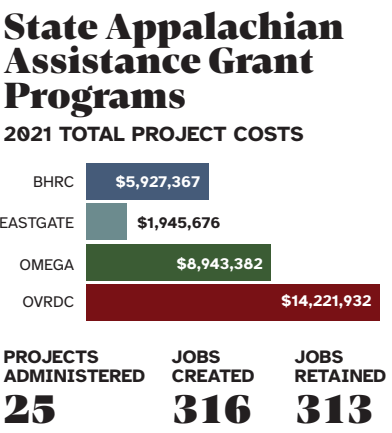 State Appalachian
Assistance Grant
Programs
2021 TOTAL PROJECT COSTS
BHRC $5,927,367
EASTGATE $1,945,676
OMEGA $8,943,382
OVRDC $14,221,932
PROJECTS JOBS JOBS
ADMINISTERED CREATED RETAINED
25 316 313